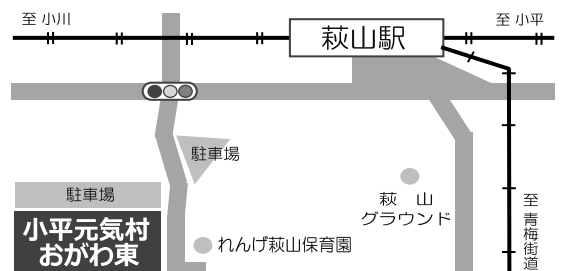 至 小川
至 小平
萩山駅
駐車場
駐車場
萩 山
グラウンド
至 青梅街道
小平元気村
おがわ東
れんげ萩山保育園